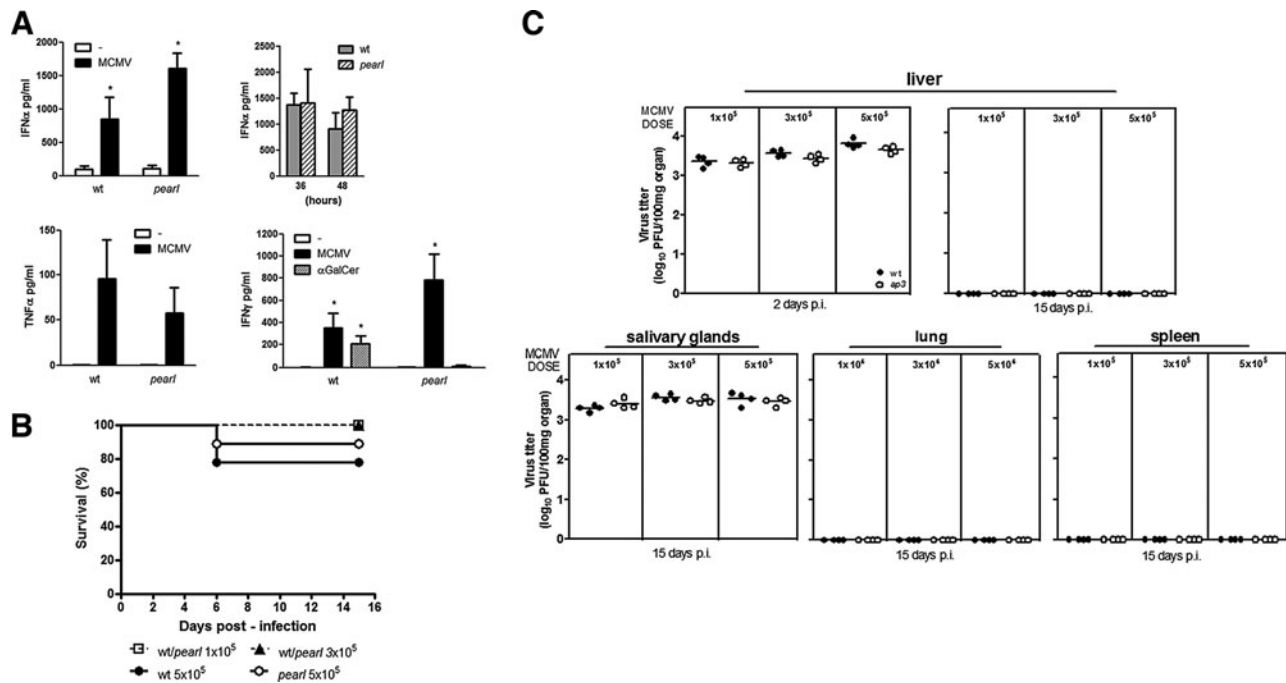 A
2000
1500
1000
500
0
IFNα pg/ml
-
MCMV
*
*
wt
pearl
2500
2000
1500
1000
500
0
IFNα pg/ml
wt
pearl
36
48
(hours)
150
100
50
0
TNFα pg/ml
-
MCMV
wt
pearl
1200
1000
800
600
400
200
0
IFNγ pg/ml
-
MCMV
αGalCer
*
*
*
wt
pearl
B
100
80
60
40
20
0
Survival (%)
0 2 4 6 8 10 12 14 16
Days post - infection
wt/pearl 1x10⁵
wt/pearl 3x10⁵
wt 5x10⁵
pearl 5x10⁵
C
liver
MCMV
DOSE
1x10⁵ 3x10⁵ 5x10⁵
1x10⁵ 3x10⁵ 5x10⁵
4
3
2
1
0
Virus titer
(log₁₀ PFU/100mg organ)
wt
ap3
2 days p.i.
15 days p.i.
salivary glands
lung
spleen
MCMV
DOSE
1x10⁵ 3x10⁵ 5x10⁵
1x10⁴ 3x10⁴ 5x10⁴
1x10⁵ 3x10⁵ 5x10⁵
4
3
2
1
0
Virus titer
(log₁₀ PFU/100mg organ)
15 days p.i.
15 days p.i.
15 days p.i.